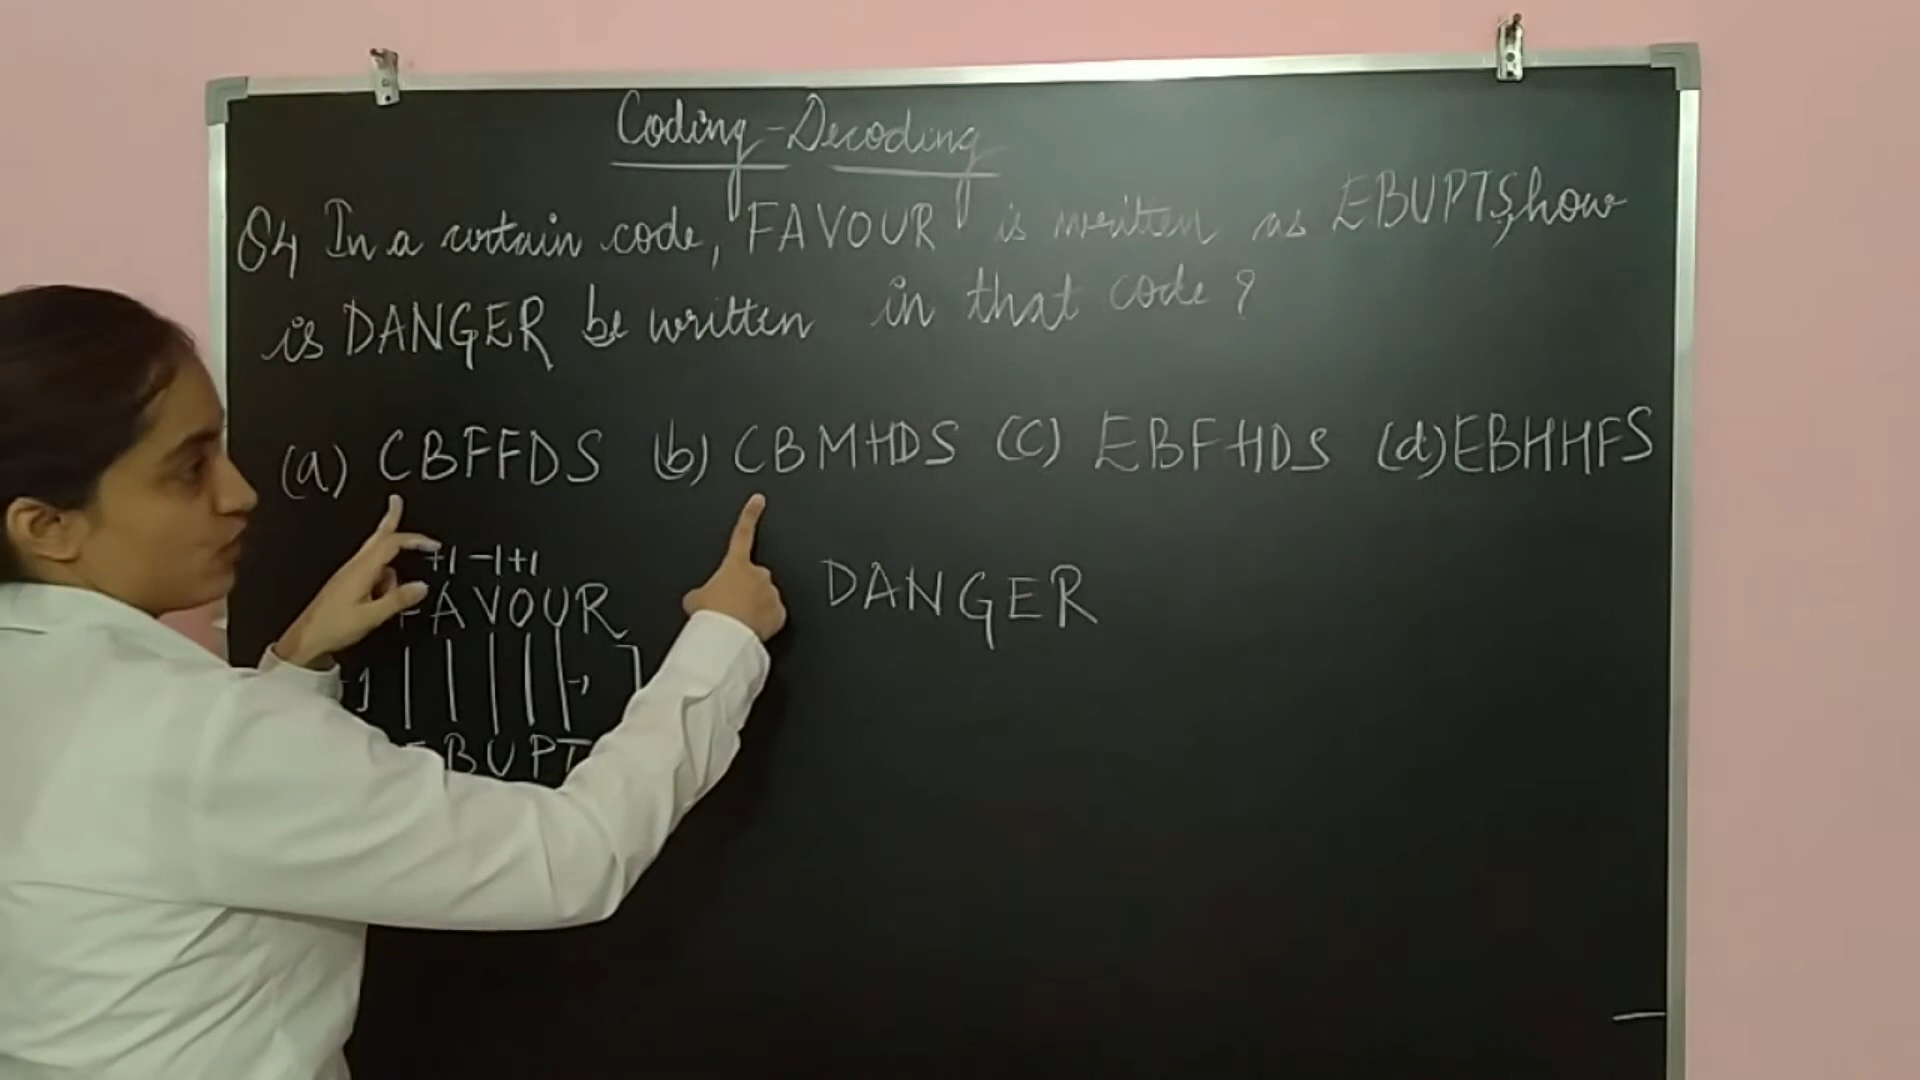 Coding-Decoding
Q4 In a certain code, FAVOUR is written as EBUPTS, how
is DANGER be written in that code?
(a) CBFFDS (b) CBMHDS (c) EBFHDS (d) EBHHFS
+1 -1 +1
FAVOUR DANGER
BUPT